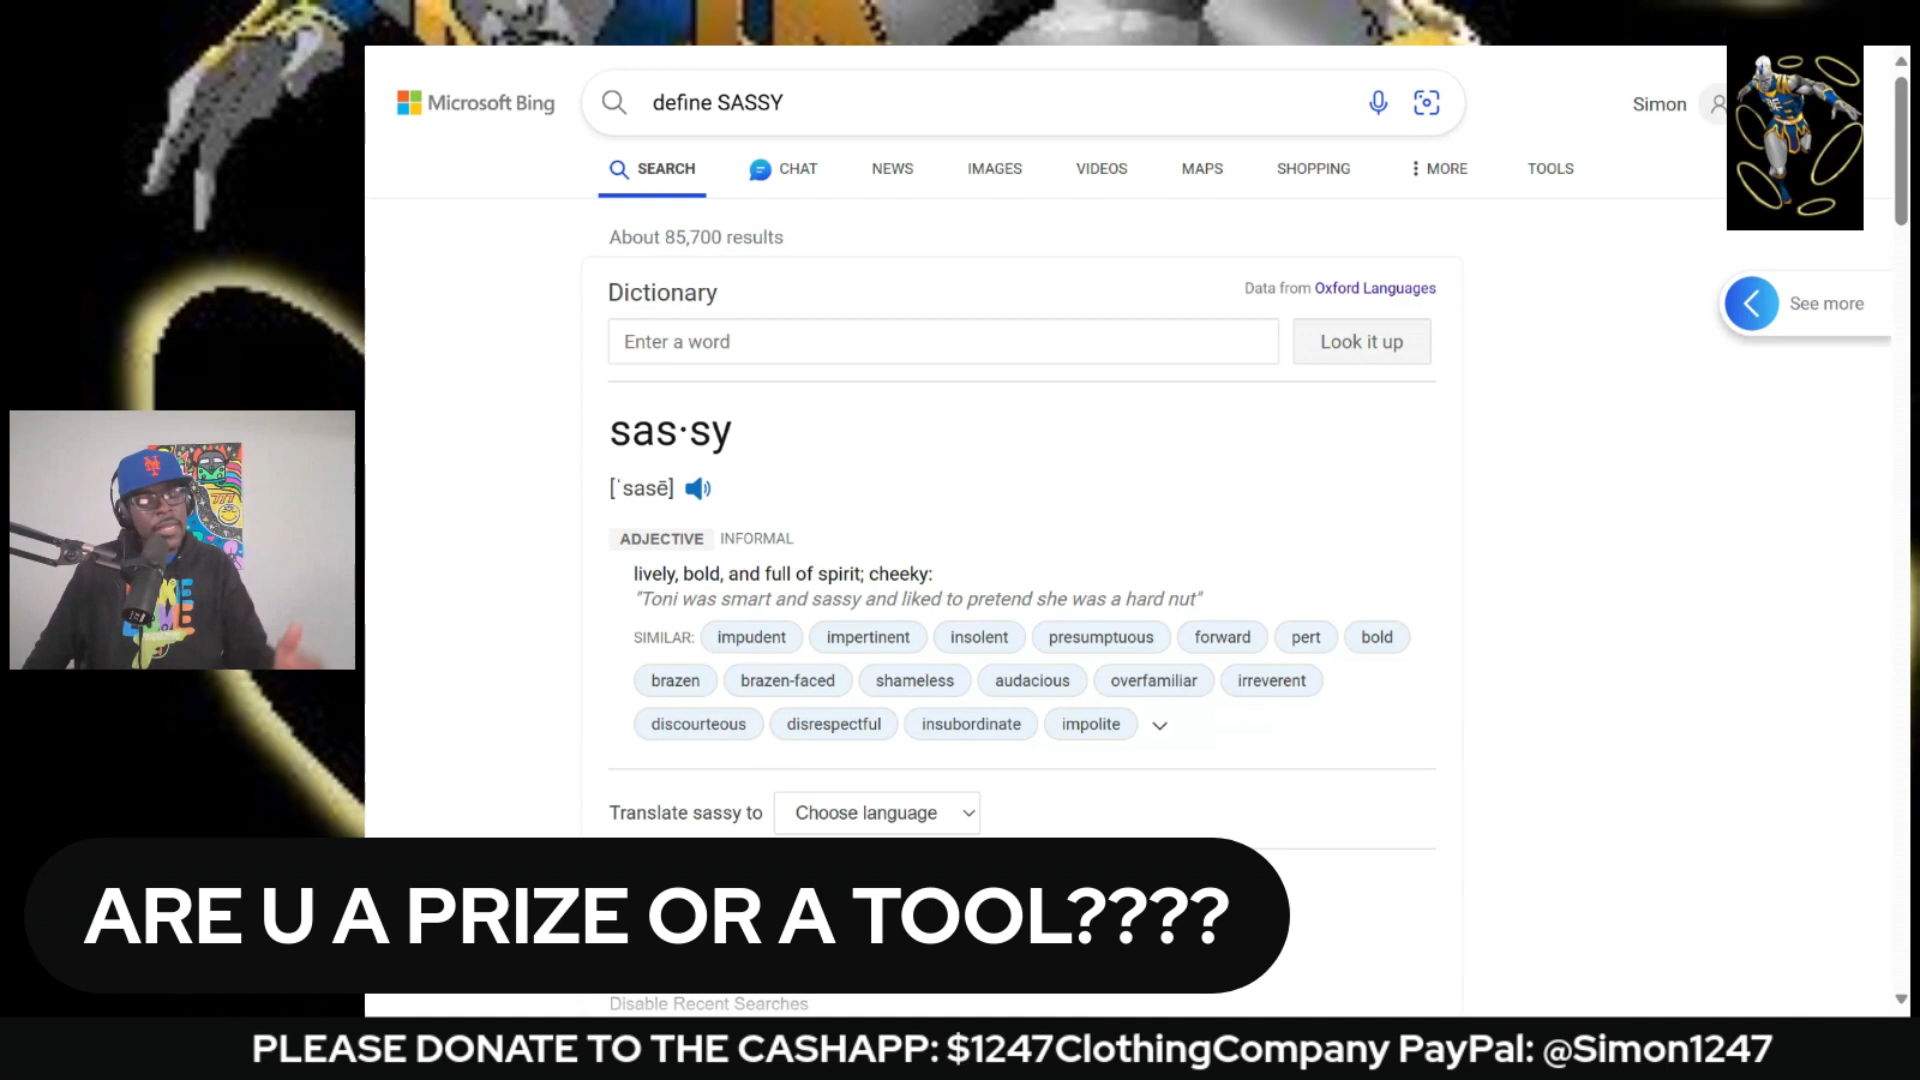 Microsoft Bing
define SASSY
Simon
SEARCH CHAT NEWS IMAGES VIDEOS MAPS SHOPPING MORE TOOLS
About 85,700 results
See more
Dictionary
Data from Oxford Languages
Enter a word
Look it up
sas·sy
[ˈsasē]
ADJECTIVE INFORMAL
lively, bold, and full of spirit; cheeky:
"Toni was smart and sassy and liked to pretend she was a hard nut"
SIMILAR: impudent impertinent insolent presumptuous forward pert bold
brazen brazen-faced shameless audacious overfamiliar irreverent
discourteous disrespectful insubordinate impolite
Translate sassy to Choose language
ARE U A PRIZE OR A TOOL????
Disable Recent Searches
PLEASE DONATE TO THE CASHAPP: $1247ClothingCompany PayPal: @Simon1247